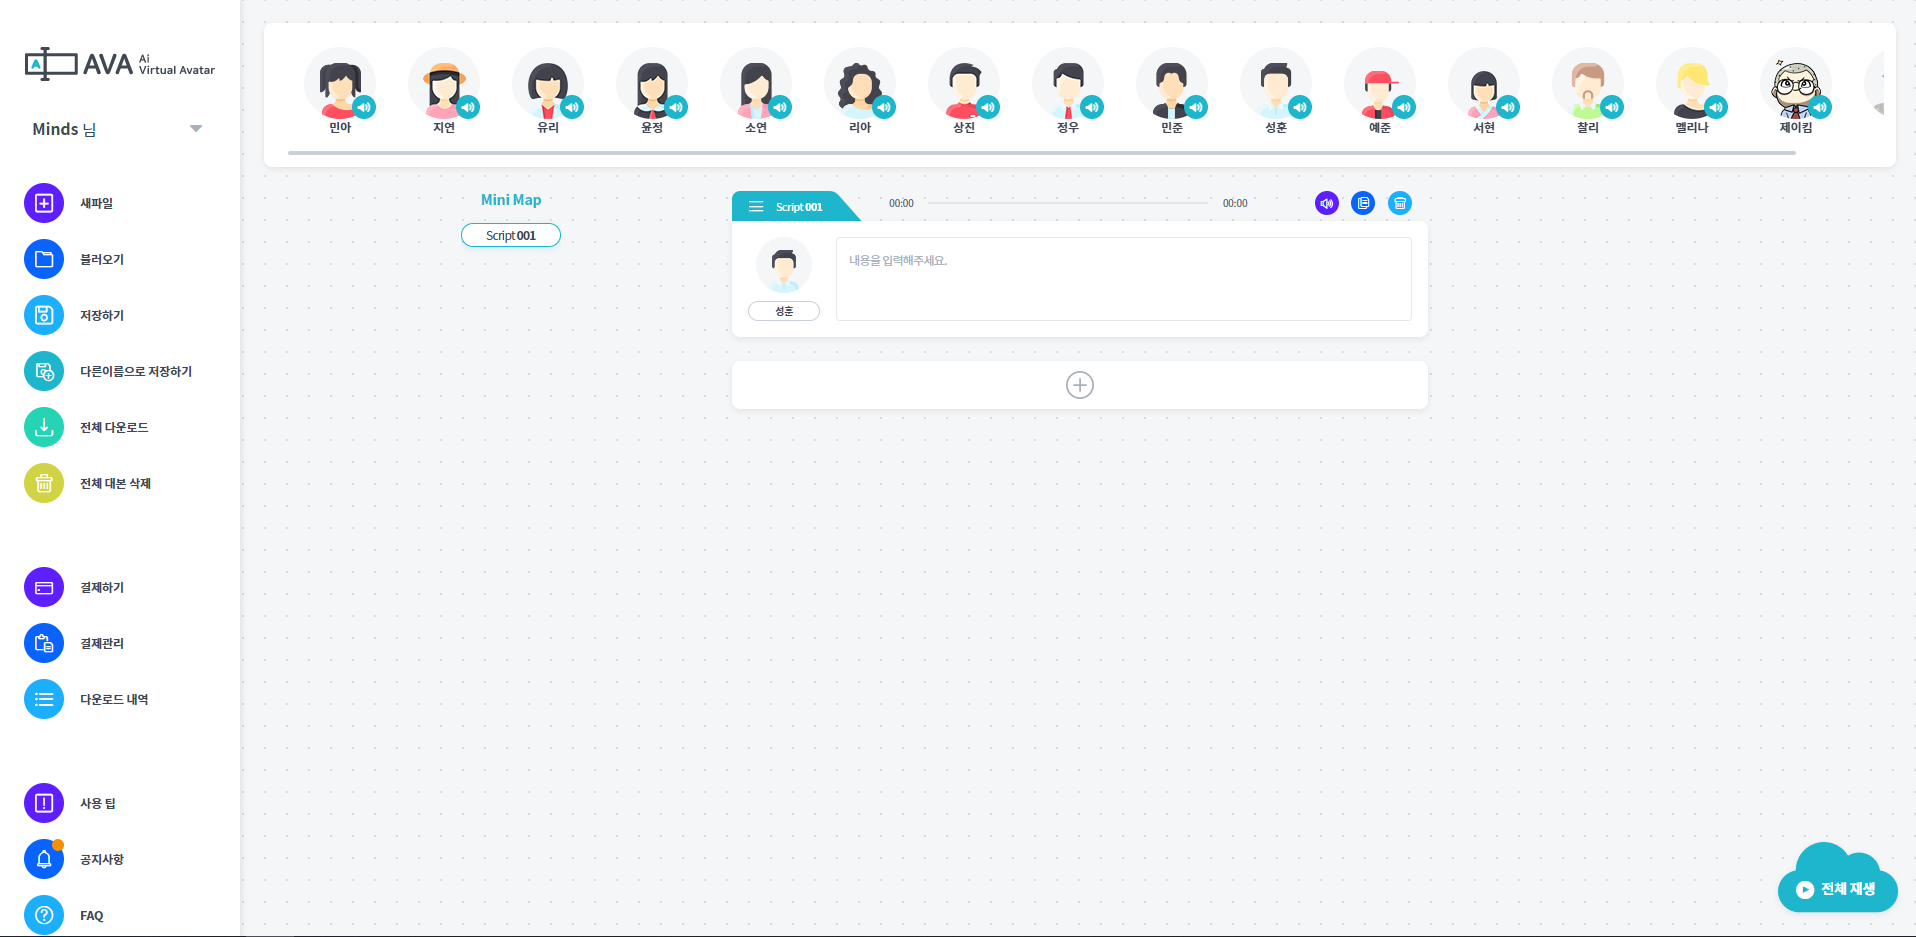 AVA Ai Virtual Avatar
Minds 님
새파일
불러오기
저장하기
다른이름으로 저장하기
전체 다운로드
전체 대본 삭제
결제하기
결제관리
다운로드 내역
사용 팁
공지사항
FAQ
민아
지연
유리
윤정
소연
리아
상진
정우
민준
성훈
예준
서현
찰리
멜리나
제이킴
Mini Map
Script 001
Script 001
00:00
00:00
내용을 입력해주세요.
성훈
전체 재생